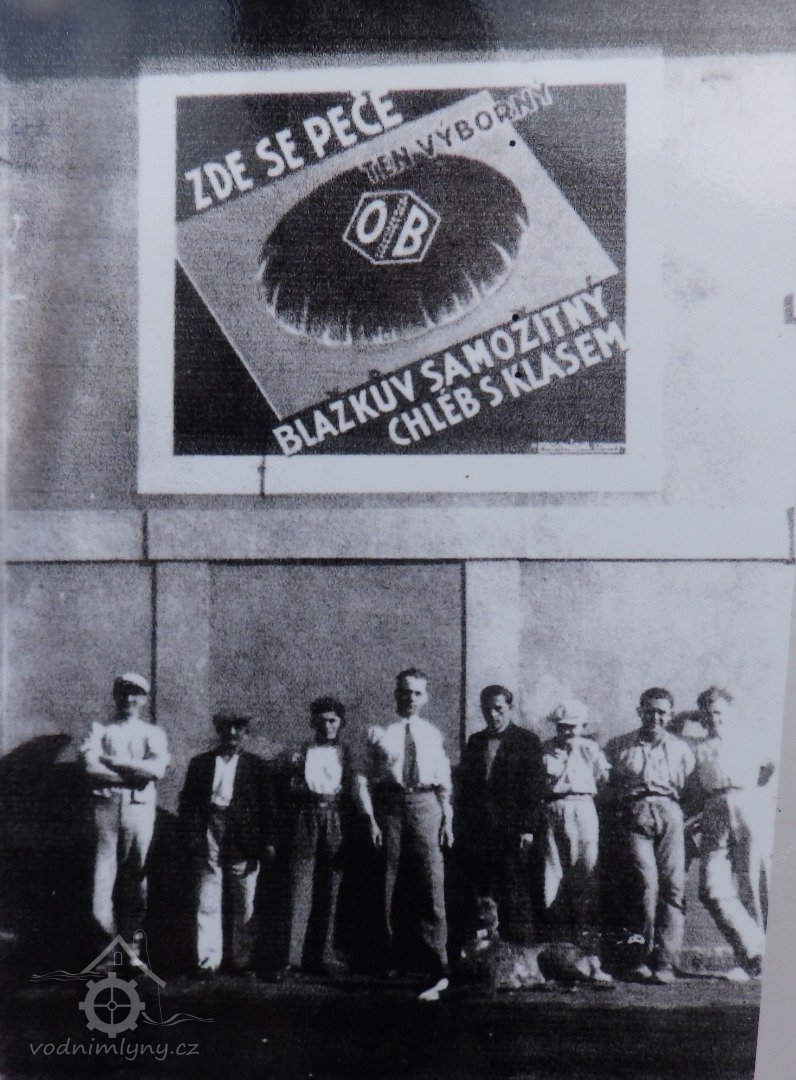 ZDE SE PEČE
TEN VÝBORNÝ
OB
BLAŽKŮV SAMOŽITNÝ
CHLÉB S KLASEM
vodnimlyny.cz